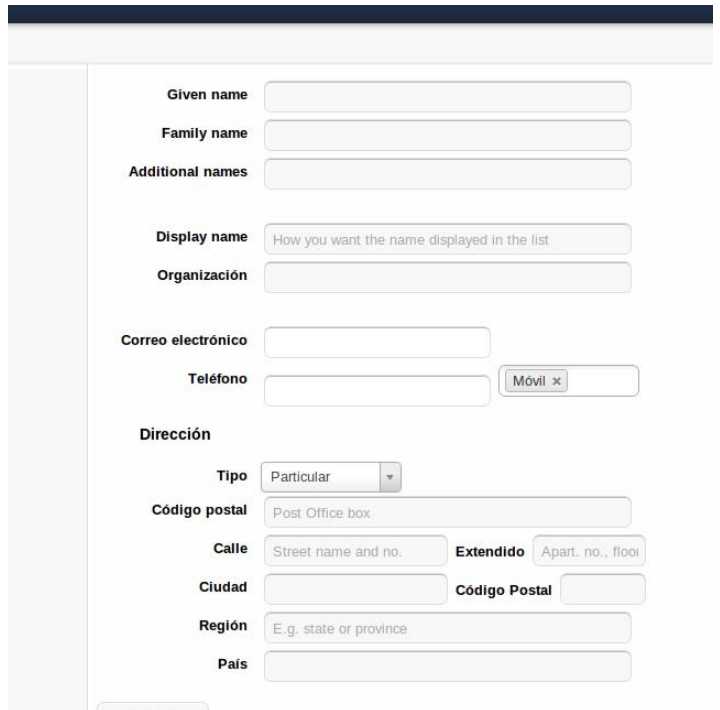 Given name
Family name
Additional names
Display name How you want the name displayed in the list
Organización
Correo electrónico
Teléfono Móvil ×
Dirección
Tipo Particular
Código postal Post Office box
Calle Street name and no. Extendido Apart. no., floor
Ciudad Código Postal
Región E.g. state or province
País